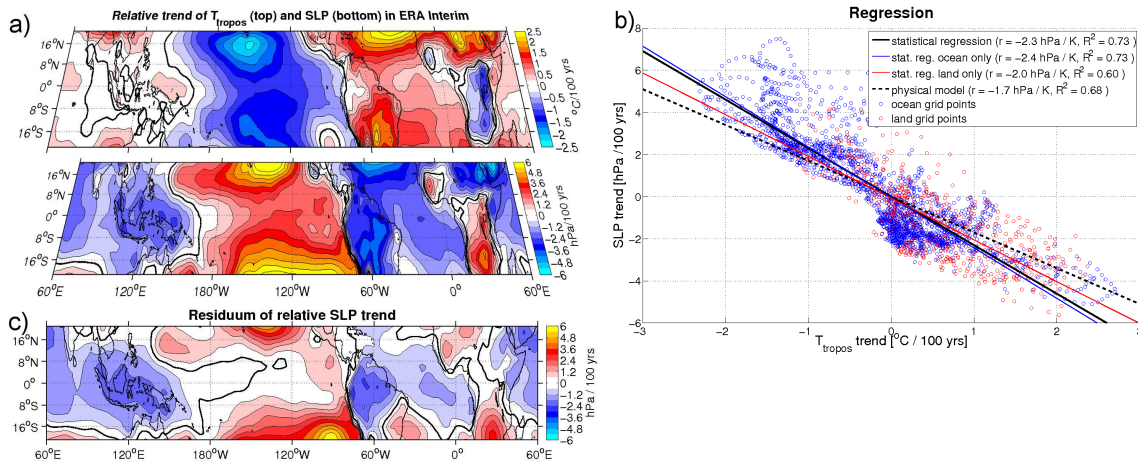 a)
Relative trend of T_tropos (top) and SLP (bottom) in ERA Interim
16°N
8°N
0°
8°S
16°S
2.5
2
1.5
1
0.5
0
−0.5
−1
−1.5
−2
−2.5
°C/100 yrs
16°N
8°N
0°
8°S
16°S
60°E 120°E 180°W 120°W 60°W 0° 60°E
6
4.8
3.6
2.4
1.2
0
−1.2
−2.4
−3.6
−4.8
−6
hPa/100 yrs
b)
Regression
statistical regression (r = −2.3 hPa / K, R² = 0.73 )
stat. reg. ocean only (r = −2.4 hPa / K, R² = 0.73 )
stat. reg. land only (r = −2.0 hPa / K, R² = 0.60 )
physical model (r = −1.7 hPa / K, R² = 0.68 )
ocean grid points
land grid points
8
6
4
2
0
−2
−4
−6
SLP trend [hPa / 100 yrs]
−3 −2 −1 0 1 2 3
T_tropos trend [°C / 100 yrs]
c)
Residuum of relative SLP trend
16°N
8°N
0°
8°S
16°S
60°E 120°E 180°W 120°W 60°W 0° 60°E
6
4.8
3.6
2.4
1.2
0
−1.2
−2.4
−3.6
−4.8
−6
hPa / 100 yrs